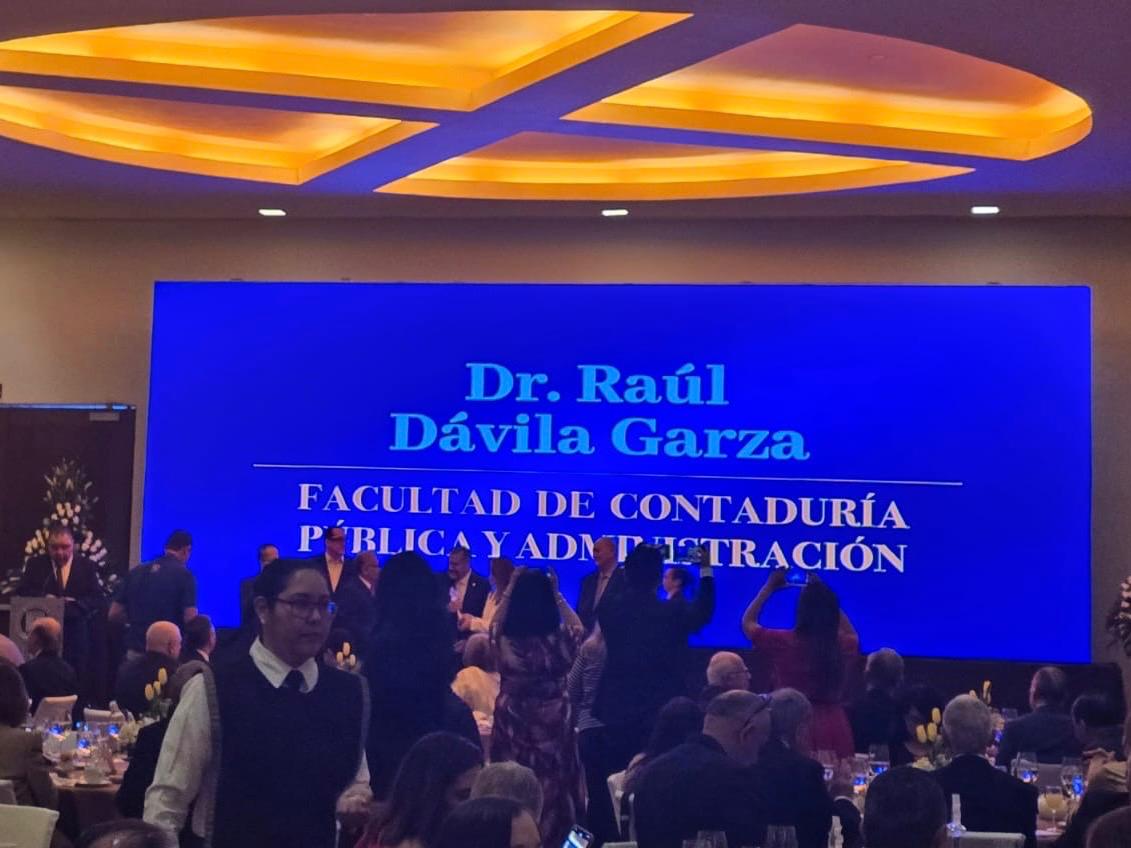 Dr. Raúl
Dávila Garza
FACULTAD DE CONTADURÍA
PÚBLICA Y ADMINISTRACIÓN